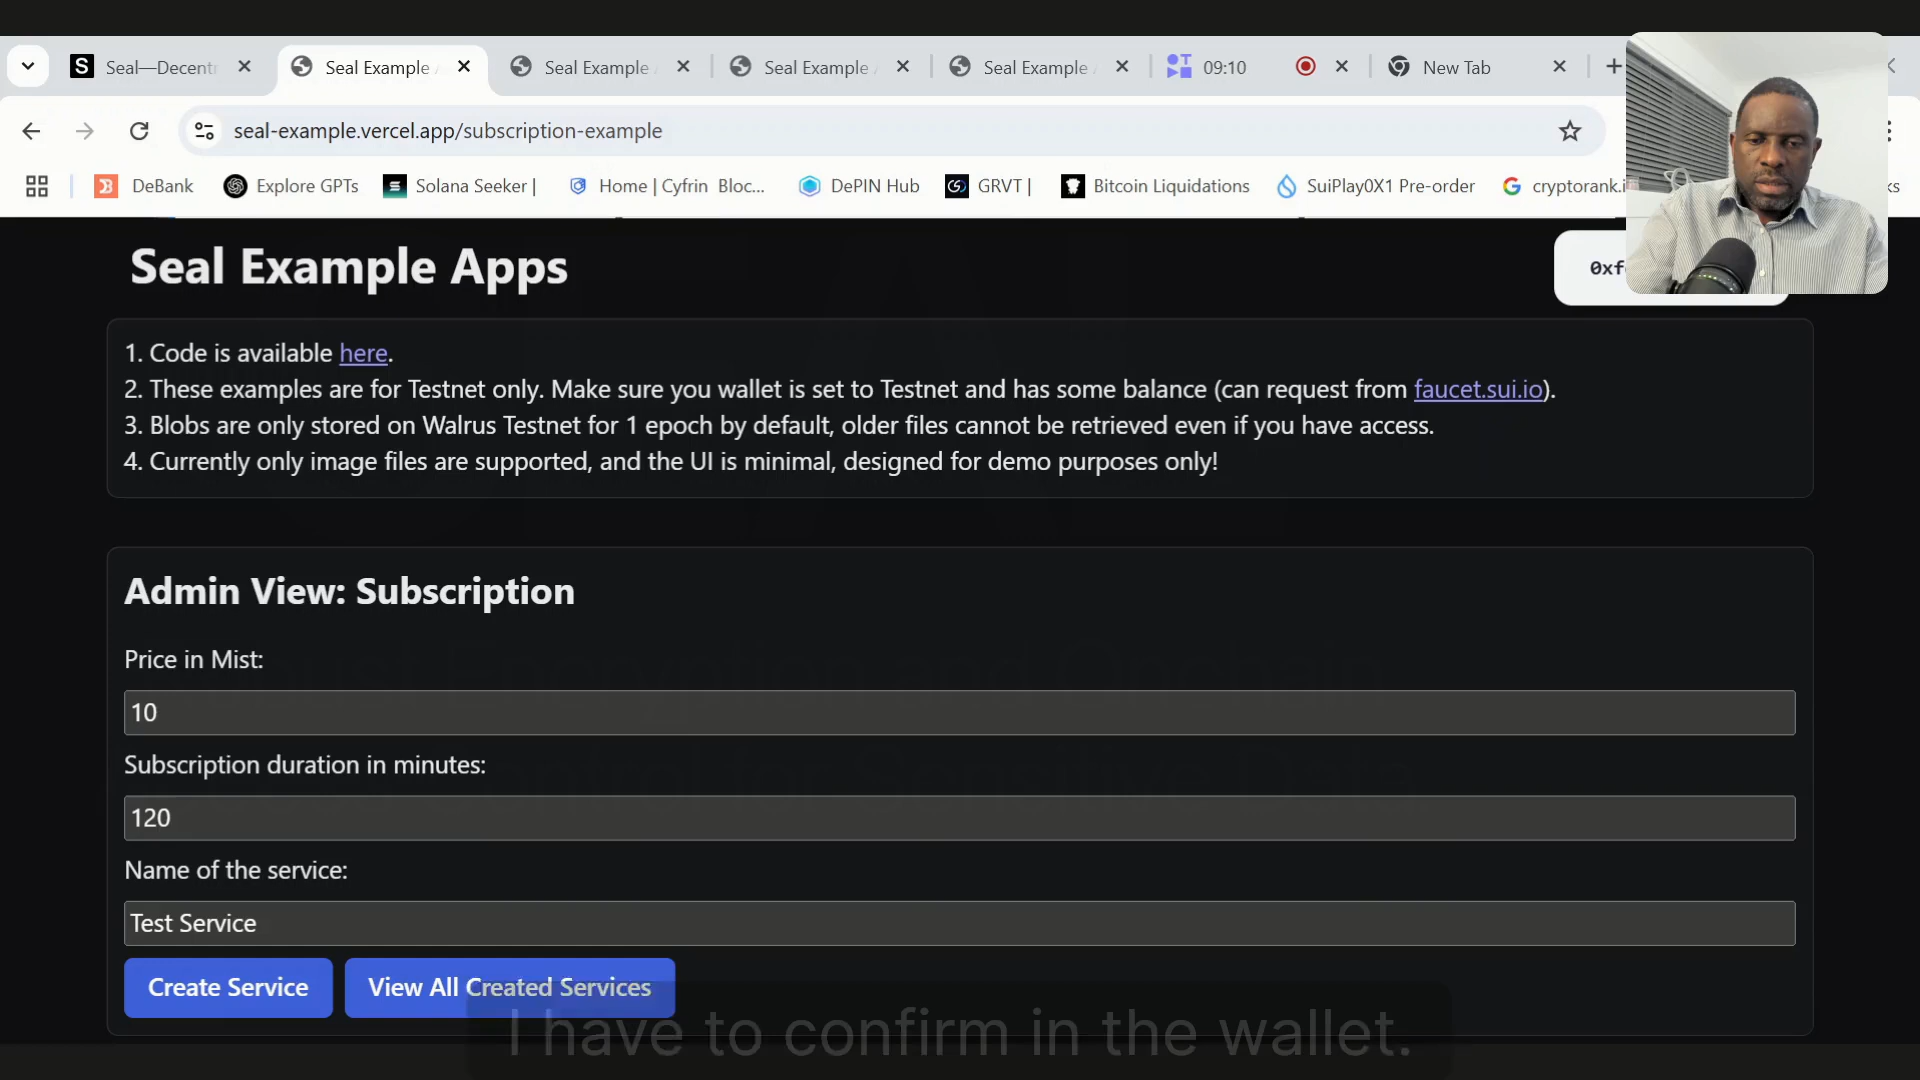 Seal—Decentr
Seal Example
Seal Example
Seal Example
Seal Example
09:10
New Tab
seal-example.vercel.app/subscription-example
DeBank
Explore GPTs
Solana Seeker |
Home | Cyfrin Bloc...
DePIN Hub
GRVT |
Bitcoin Liquidations
SuiPlay0X1 Pre-order
cryptorank.i
Seal Example Apps
1. Code is available here.
2. These examples are for Testnet only. Make sure you wallet is set to Testnet and has some balance (can request from faucet.sui.io).
3. Blobs are only stored on Walrus Testnet for 1 epoch by default, older files cannot be retrieved even if you have access.
4. Currently only image files are supported, and the UI is minimal, designed for demo purposes only!
Admin View: Subscription
Price in Mist:
10
Subscription duration in minutes:
120
Name of the service:
Test Service
Create Service
View All Created Services
I have to confirm in the wallet.